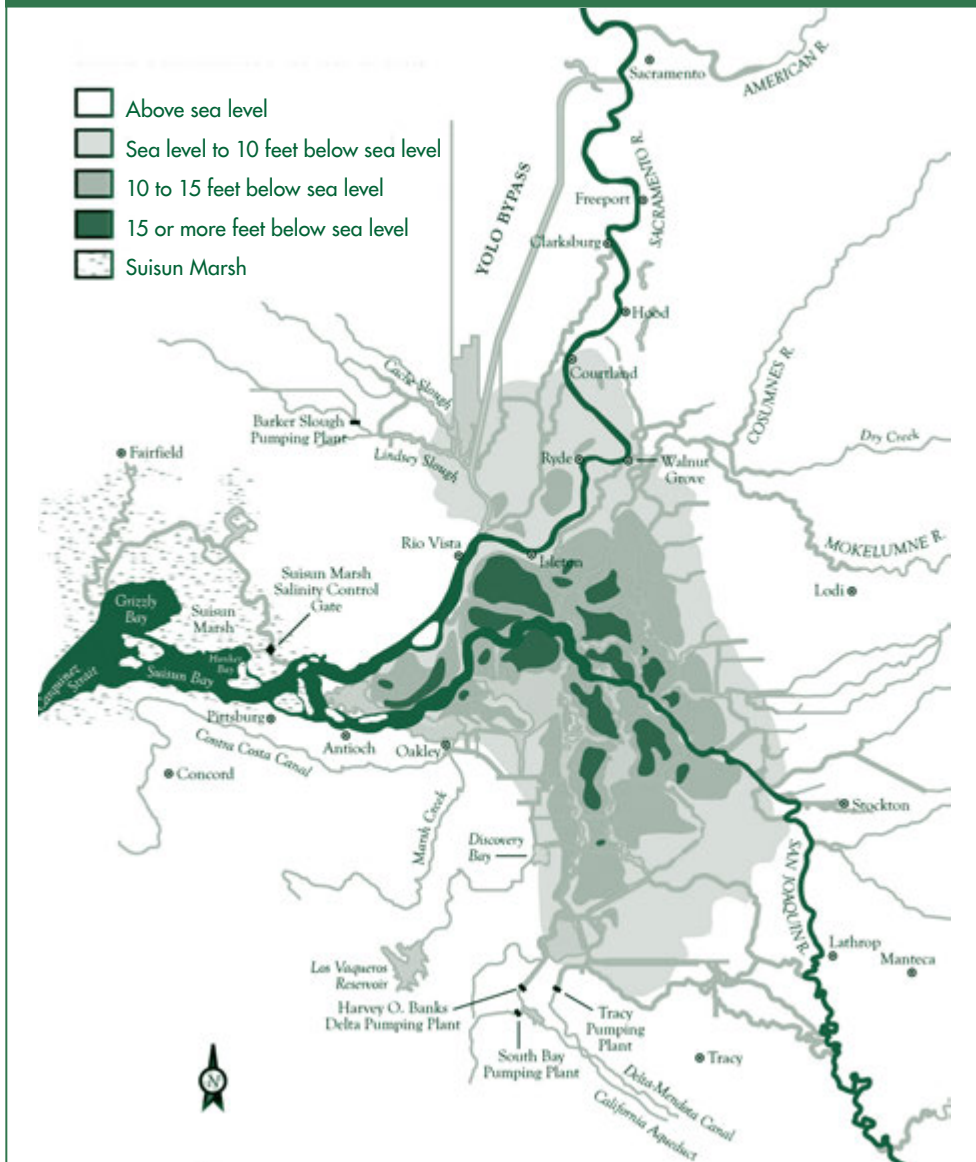 Above sea level
Sea level to 10 feet below sea level
10 to 15 feet below sea level
15 or more feet below sea level
Suisun Marsh
Sacramento
AMERICAN R.
SACRAMENTO R.
YOLO BYPASS
Freeport
Clarksburg
Hood
Courtland
Cache Slough
Barker Slough
Pumping Plant
Lindsey Slough
COSUMNES R.
Dry Creek
Fairfield
Ryde
Walnut
Grove
Rio Vista
Isleton
MOKELUMNE R.
Lodi
Suisun Marsh
Salinity Control
Gate
Grizzly
Bay
Suisun
Marsh
Honker
Bay
Suisun Bay
Carquinez
Strait
Pittsburg
Antioch
Oakley
Contra Costa Canal
Concord
Marsh Creek
Discovery
Bay
Stockton
SAN JOAQUIN R.
Lathrop
Manteca
Los Vaqueros
Reservoir
Harvey O. Banks
Delta Pumping Plant
Tracy
Pumping
Plant
South Bay
Pumping Plant
Tracy
Delta-Mendota Canal
California Aqueduct
N